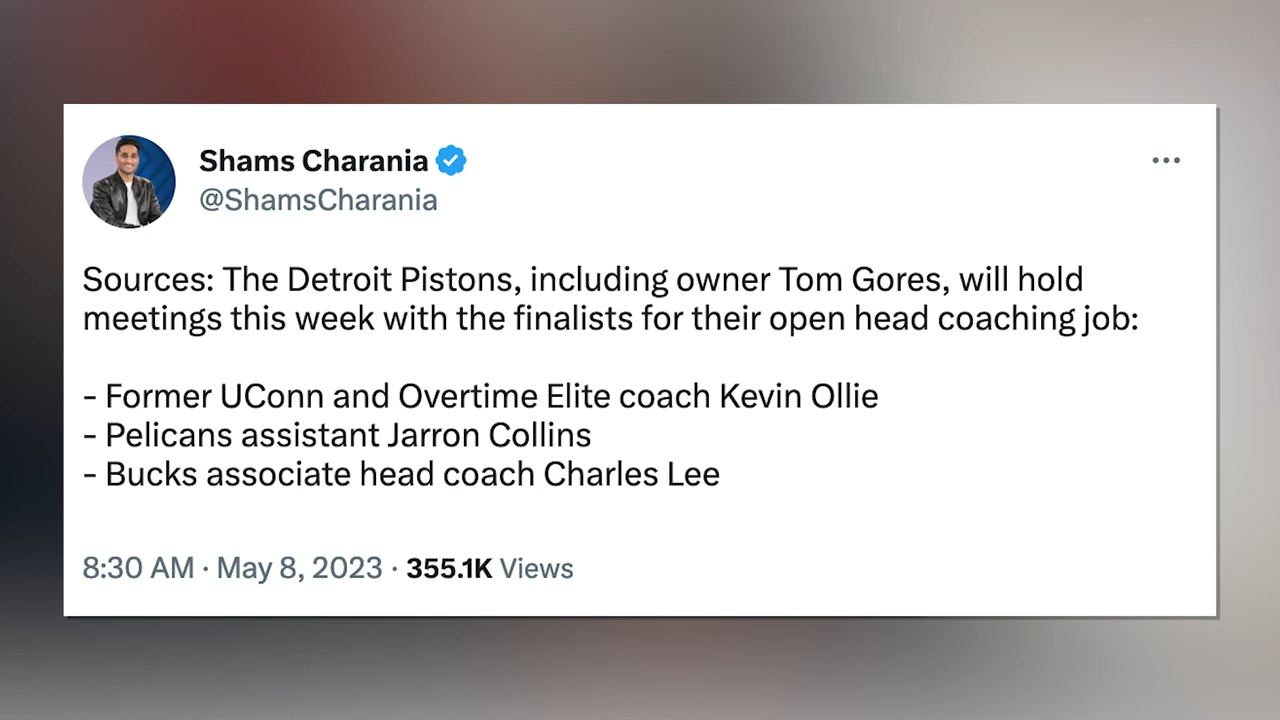 Shams Charania
@ShamsCharania
Sources: The Detroit Pistons, including owner Tom Gores, will hold
meetings this week with the finalists for their open head coaching job:
- Former UConn and Overtime Elite coach Kevin Ollie
- Pelicans assistant Jarron Collins
- Bucks associate head coach Charles Lee
8:30 AM · May 8, 2023 · 355.1K Views